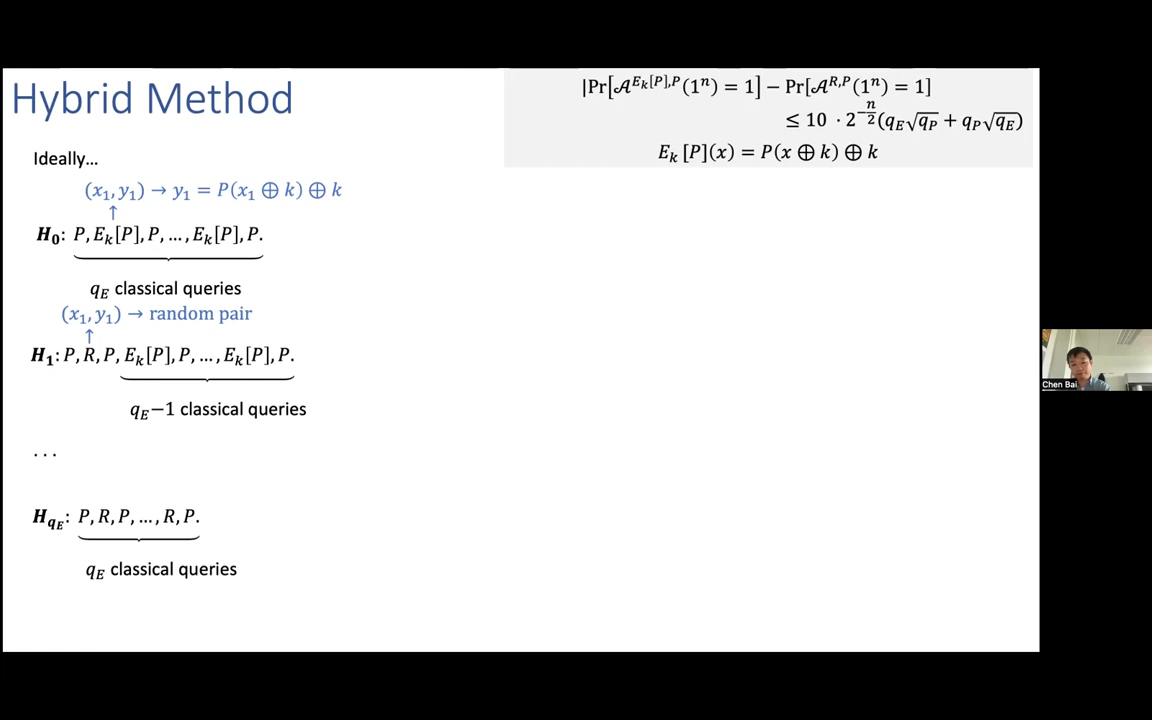 Hybrid Method
|Pr[𝒜^{E_k[P],P}(1^n) = 1] − Pr[𝒜^{R,P}(1^n) = 1]
≤ 10 · 2^{−n/2}(q_E√q_P + q_P√q_E)
E_k [P](x) = P(x ⊕ k) ⊕ k
Ideally…
(x_1, y_1) → y_1 = P(x_1 ⊕ k) ⊕ k
↑
H_0: P, E_k[P], P, … , E_k[P], P.
q_E classical queries
(x_1, y_1) → random pair
↑
H_1: P, R, P, E_k[P], P, … , E_k[P], P.
q_E−1 classical queries
. . .
H_{q_E}: P, R, P, … , R, P.
q_E classical queries
Chen Bai